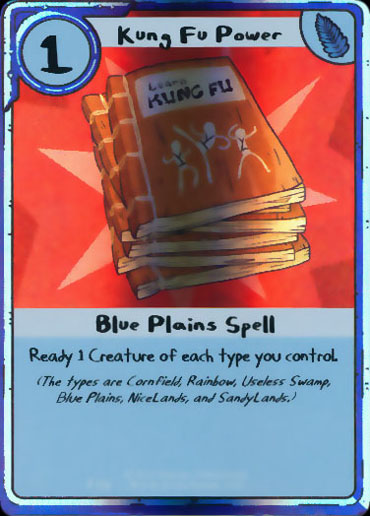 1
Kung Fu Power
Learn
KUNG FU
Blue Plains Spell
Ready 1 Creature of each type you control.
(The types are Cornfield, Rainbow, Useless Swamp,
Blue Plains, NiceLands, and SandyLands.)